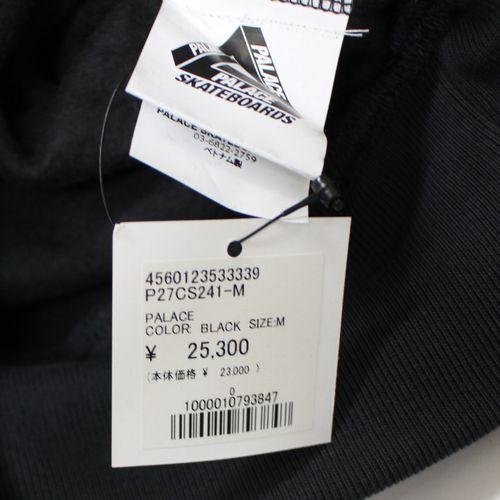 PALACE
PALACE
PALACE
SKATEBOARDS
03-6822-2759
ベトナム製
4560123533339
P27CS241-M
PALACE
COLOR: BLACK SIZE:M
¥ 25,300
(本体価格 ¥ 23,000 )
0
1000010793847